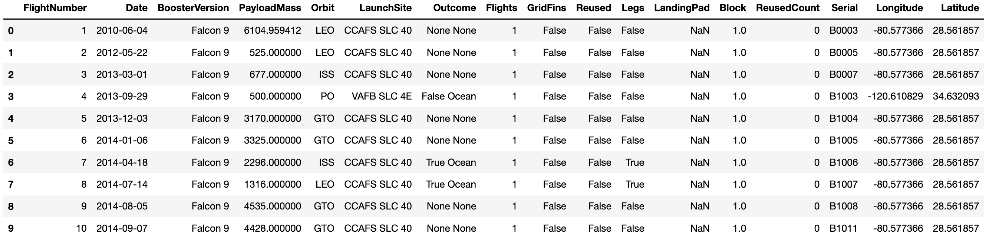 FlightNumber Date BoosterVersion PayloadMass Orbit LaunchSite Outcome Flights GridFins Reused Legs LandingPad Block ReusedCount Serial Longitude Latitude
0 1 2010-06-04 Falcon 9 6104.959412 LEO CCAFS SLC 40 None None 1 False False False NaN 1.0 0 B0003 -80.577366 28.561857
1 2 2012-05-22 Falcon 9 525.000000 LEO CCAFS SLC 40 None None 1 False False False NaN 1.0 0 B0005 -80.577366 28.561857
2 3 2013-03-01 Falcon 9 677.000000 ISS CCAFS SLC 40 None None 1 False False False NaN 1.0 0 B0007 -80.577366 28.561857
3 4 2013-09-29 Falcon 9 500.000000 PO VAFB SLC 4E False Ocean 1 False False False NaN 1.0 0 B1003 -120.610829 34.632093
4 5 2013-12-03 Falcon 9 3170.000000 GTO CCAFS SLC 40 None None 1 False False False NaN 1.0 0 B1004 -80.577366 28.561857
5 6 2014-01-06 Falcon 9 3325.000000 GTO CCAFS SLC 40 None None 1 False False False NaN 1.0 0 B1005 -80.577366 28.561857
6 7 2014-04-18 Falcon 9 2296.000000 ISS CCAFS SLC 40 True Ocean 1 False False True NaN 1.0 0 B1006 -80.577366 28.561857
7 8 2014-07-14 Falcon 9 1316.000000 LEO CCAFS SLC 40 True Ocean 1 False False True NaN 1.0 0 B1007 -80.577366 28.561857
8 9 2014-08-05 Falcon 9 4535.000000 GTO CCAFS SLC 40 None None 1 False False False NaN 1.0 0 B1008 -80.577366 28.561857
9 10 2014-09-07 Falcon 9 4428.000000 GTO CCAFS SLC 40 None None 1 False False False NaN 1.0 0 B1011 -80.577366 28.561857